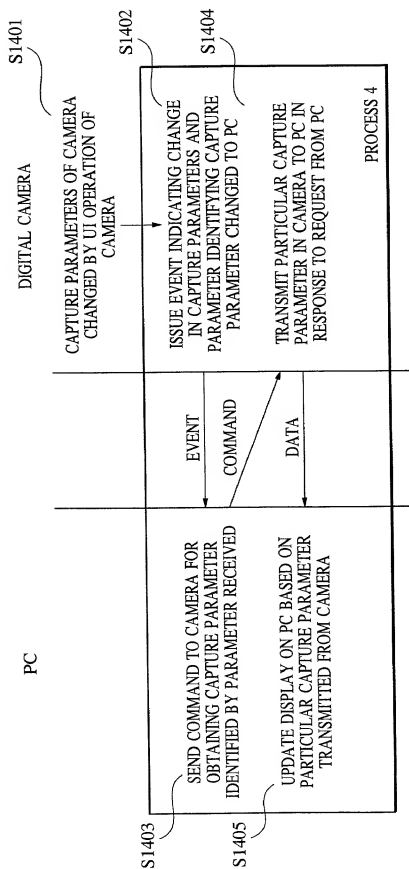 PC
DIGITAL CAMERA
S1401
CAPTURE PARAMETERS OF CAMERA
CHANGED BY UI OPERATION OF
CAMERA
S1402
ISSUE EVENT INDICATING CHANGE
IN CAPTURE PARAMETERS AND
PARAMETER IDENTIFYING CAPTURE
PARAMETER CHANGED TO PC
EVENT
S1403
SEND COMMAND TO CAMERA FOR
OBTAINING CAPTURE PARAMETER
IDENTIFIED BY PARAMETER RECEIVED
COMMAND
S1404
TRANSMIT PARTICULAR CAPTURE
PARAMETER IN CAMERA TO PC IN
RESPONSE TO REQUEST FROM PC
DATA
S1405
UPDATE DISPLAY ON PC BASED ON
PARTICULAR CAPTURE PARAMETER
TRANSMITTED FROM CAMERA
PROCESS 4